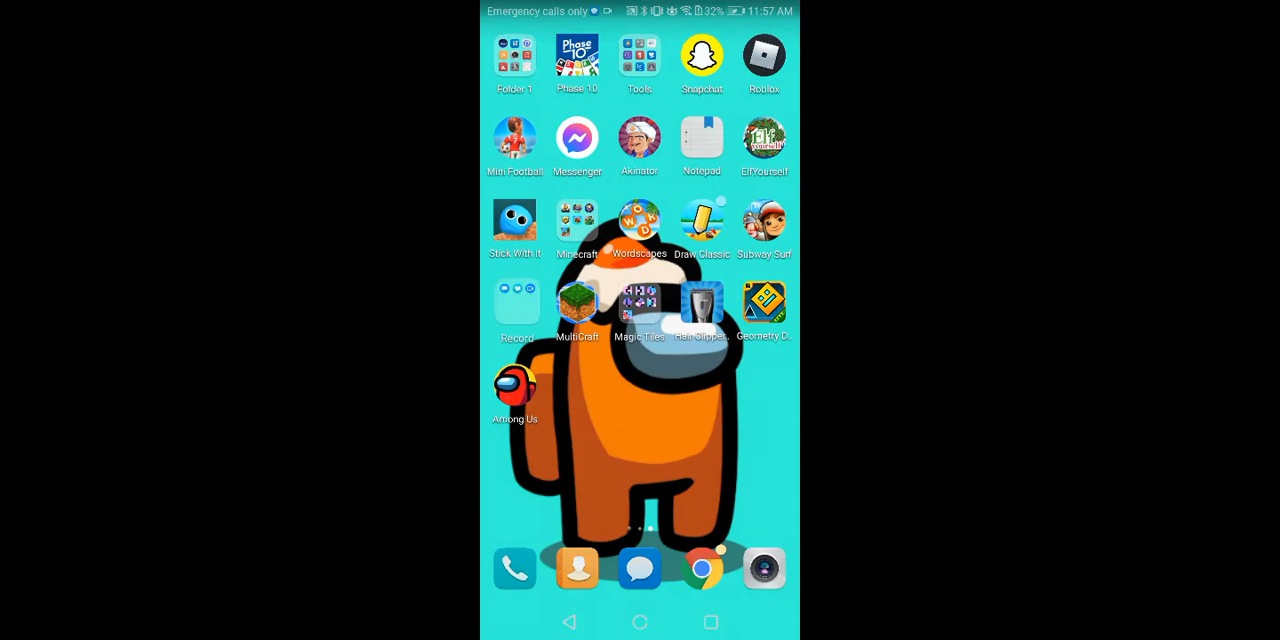 Emergency calls only 32% 11:57 AM
Folder 1 Phase 10 Tools Snapchat Roblox
Mini Football Messenger Akinator Notepad ElfYourself
Stick With It Minecraft Wordscapes Draw Classic Subway Surf
Record MultiCraft Magic Tiles Hair Clipper.. Geometry D..
Among Us